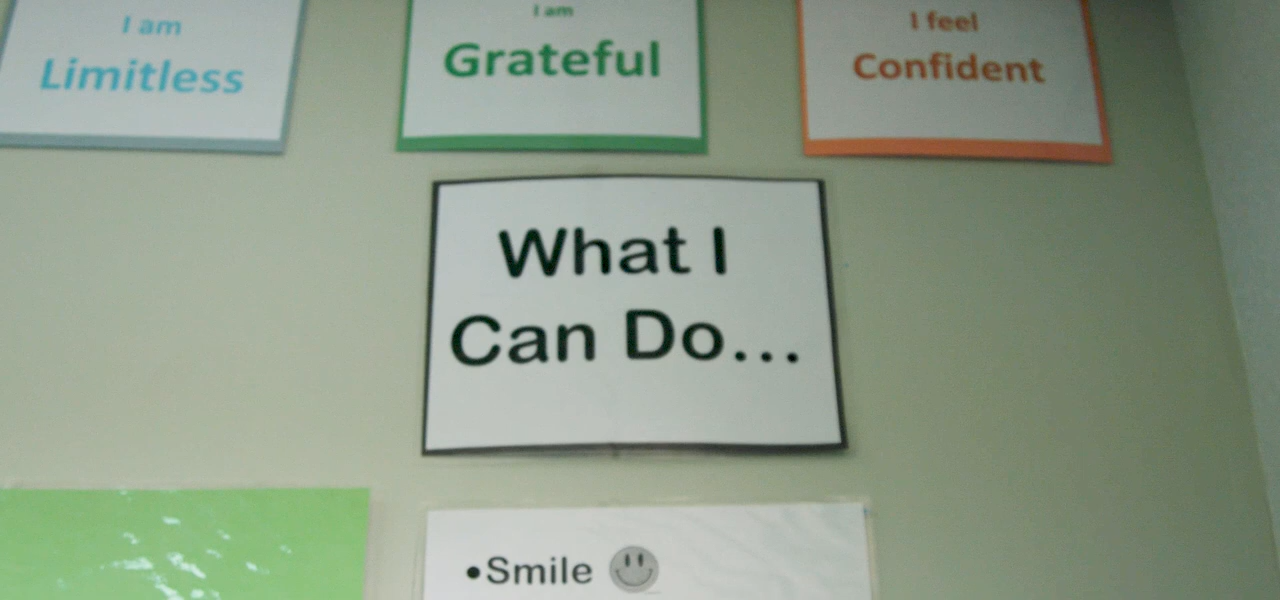 I am
Limitless
I am
Grateful
I feel
Confident
What I
Can Do...
•Smile